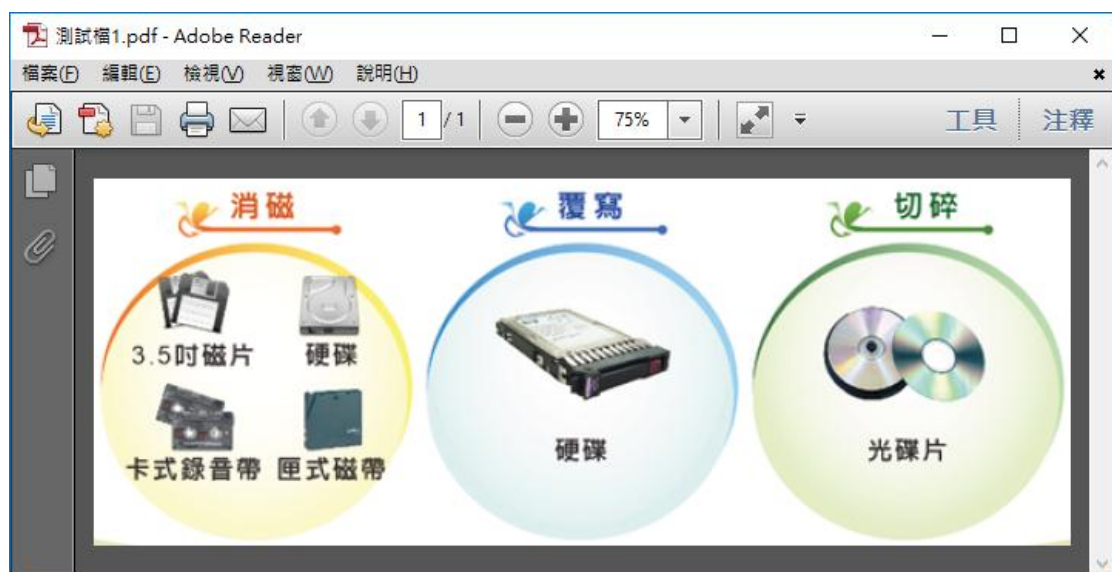 測試檔1.pdf - Adobe Reader
檔案(F) 編輯(E) 檢視(V) 視窗(W) 說明(H)
1 / 1 75% 工具 注釋
消磁 覆寫 切碎
3.5吋磁片 硬碟
卡式錄音帶 匣式磁帶
硬碟
光碟片